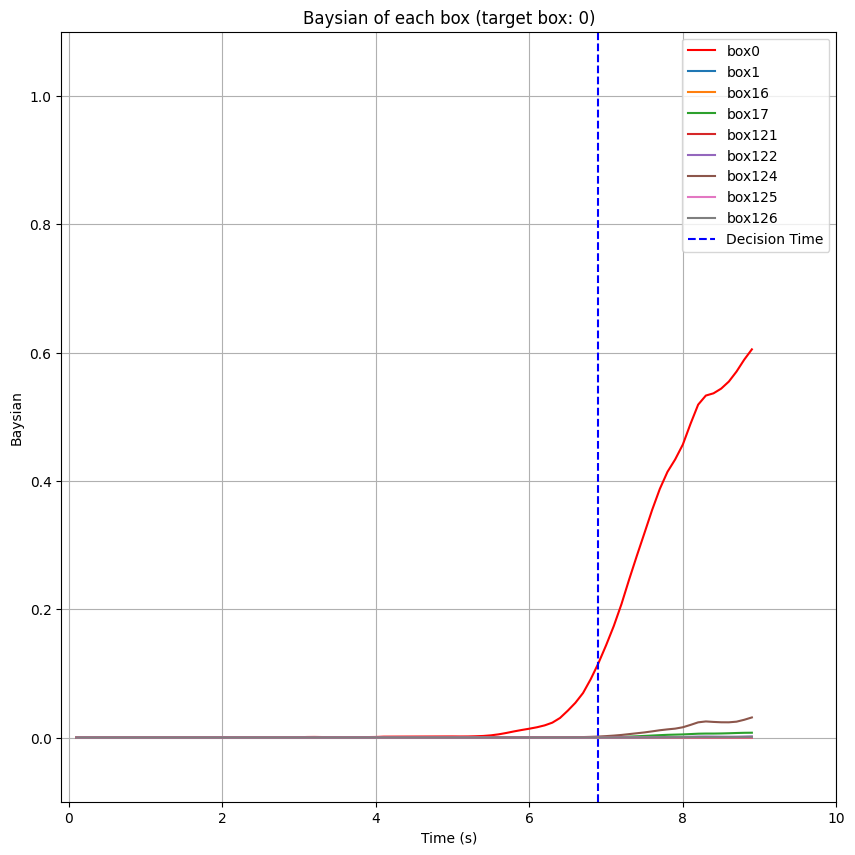 Baysian of each box (target box: 0)
box0
box1
box16
box17
box121
box122
box124
box125
box126
Decision Time
1.0
0.8
0.6
0.4
0.2
0.0
Baysian
0 2 4 6 8 10
Time (s)